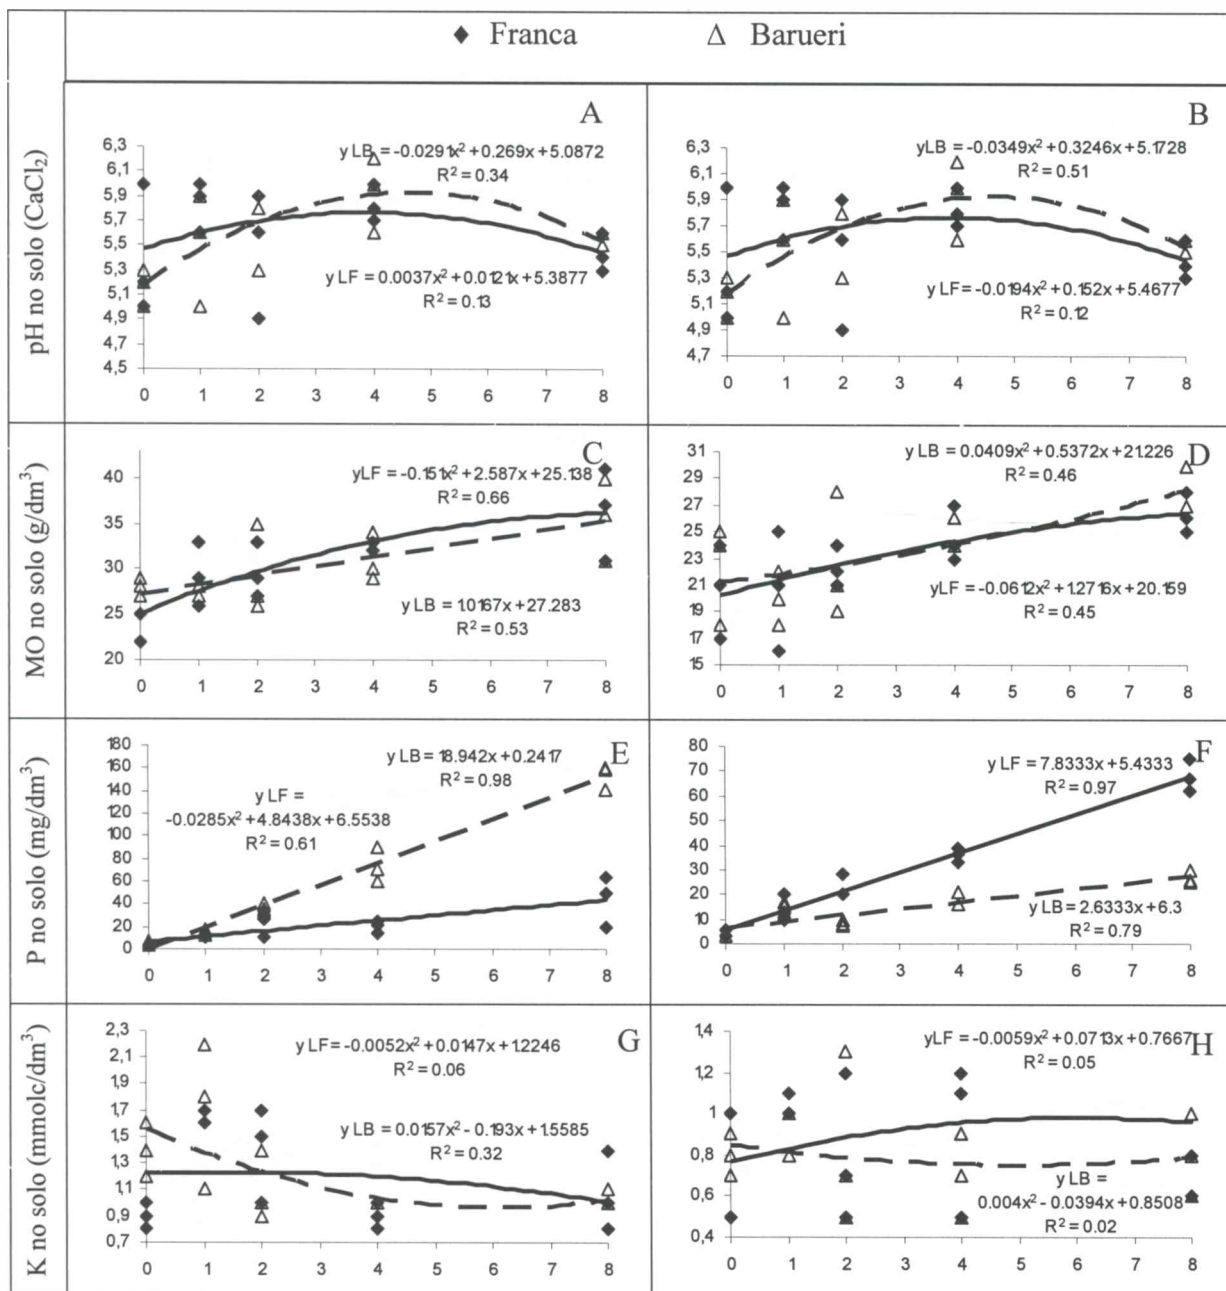 ◆ Franca △ Barueri
pH no solo (CaCl₂)
A
6,3
6,1
5,9
5,7
5,5
5,3
5,1
4,9
4,7
4,5
y LB = -0.0291x² + 0.269x + 5.0872
R² = 0.34
y LF = 0.0037x² + 0.0121x + 5.3877
R² = 0.13
0 1 2 3 4 5 6 7 8
B
6,3
6,1
5,9
5,7
5,5
5,3
5,1
4,9
4,7
yLB = -0.0349x² + 0.3246x + 5.1728
R² = 0.51
y LF= -0.0194x² + 0.152x + 5.4677
R² = 0.12
0 1 2 3 4 5 6 7 8
MO no solo (g/dm³)
C
40
35
30
25
20
yLF = -0.151x² + 2.587x + 25.138
R² = 0.66
y LB = 1.0167x + 27.283
R² = 0.53
0 1 2 3 4 5 6 7 8
D
31
29
27
25
23
21
19
17
15
y LB = 0.0409x² + 0.5372x + 21.226
R² = 0.46
yLF= -0.0612x² + 1.2716x + 20.159
R² = 0.45
0 1 2 3 4 5 6 7 8
P no solo (mg/dm³)
E
180
160
140
120
100
80
60
40
20
0
y LB = 18.942x + 0.2417
R² = 0.98
y LF =
-0.0285x² + 4.8438x + 6.5538
R² = 0.61
0 1 2 3 4 5 6 7 8
F
80
70
60
50
40
30
20
10
0
y LF = 7.8333x + 5.4333
R² = 0.97
y LB= 2.6333x + 6.3
R² = 0.79
0 1 2 3 4 5 6 7 8
K no solo (mmolc/dm³)
G
2,3
2,1
1,9
1,7
1,5
1,3
1,1
0,9
0,7
y LF= -0.0052x² + 0.0147x + 1.2246
R² = 0.06
y LB = 0.0157x² - 0.193x + 1.5585
R² = 0.32
0 1 2 3 4 5 6 7 8
H
1,4
1,2
1
0,8
0,6
0,4
yLF= -0.0059x² + 0.0713x + 0.7667
R² = 0.05
y LB =
0.004x² - 0.0394x + 0.8508
R² = 0.02
0 1 2 3 4 5 6 7 8